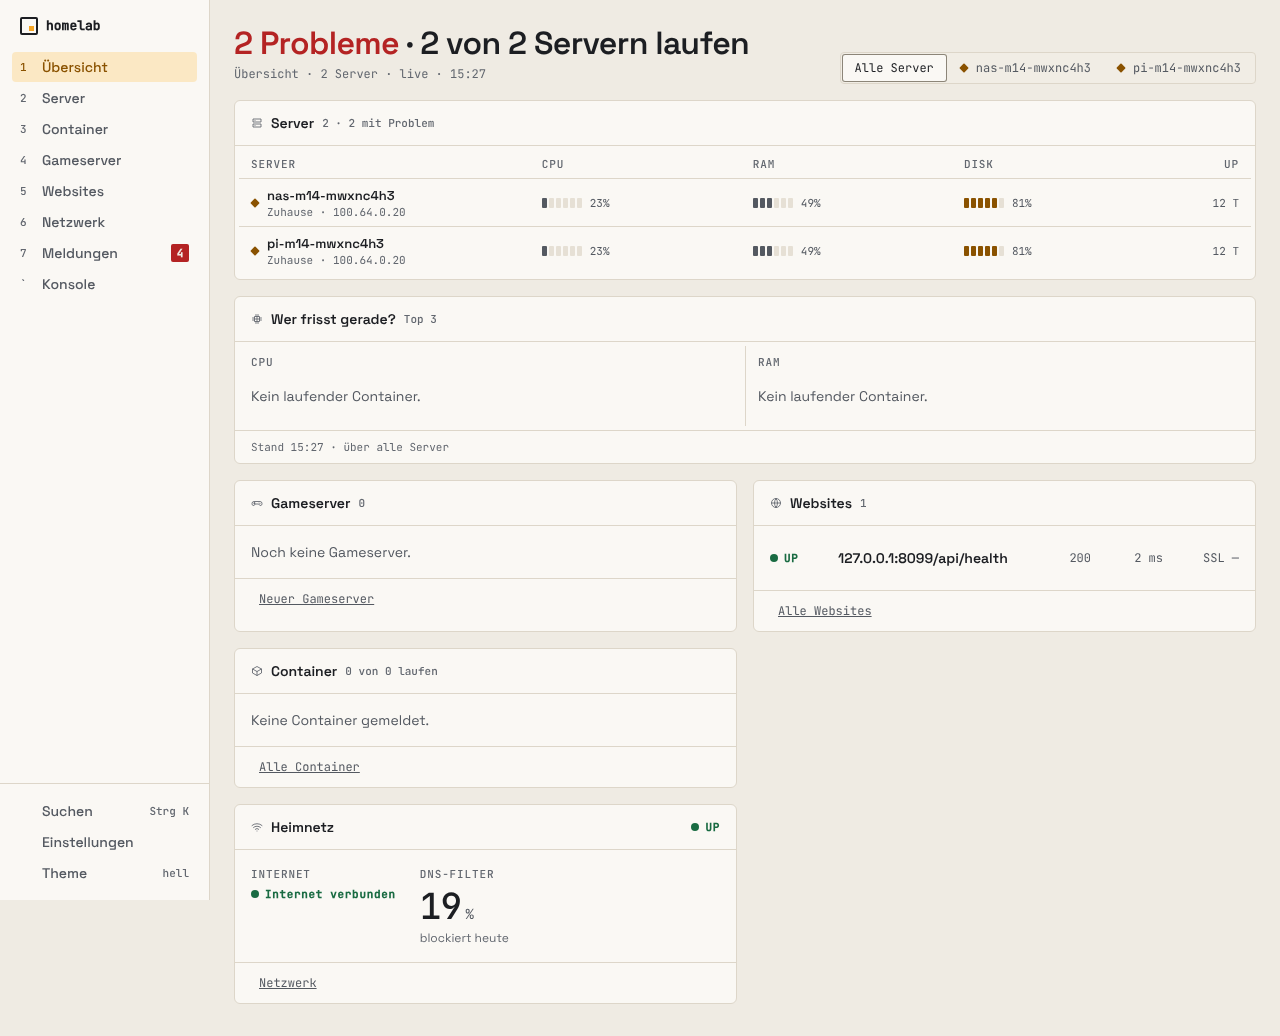 homelab
1 Übersicht
2 Server
3 Container
4 Gameserver
5 Websites
6 Netzwerk
7 Meldungen 4
` Konsole
Suchen Strg K
Einstellungen
Theme hell
2 Probleme · 2 von 2 Servern laufen
Übersicht · 2 Server · live · 15:27
Alle Server nas-m14-mwxnc4h3 pi-m14-mwxnc4h3
Server 2 · 2 mit Problem
SERVER CPU RAM DISK UP
nas-m14-mwxnc4h3
Zuhause · 100.64.0.20 23% 49% 81% 12 T
pi-m14-mwxnc4h3
Zuhause · 100.64.0.20 23% 49% 81% 12 T
Wer frisst gerade? Top 3
CPU RAM
Kein laufender Container. Kein laufender Container.
Stand 15:27 · über alle Server
Gameserver 0
Noch keine Gameserver.
Neuer Gameserver
Websites 1
UP 127.0.0.1:8099/api/health 200 2 ms SSL —
Alle Websites
Container 0 von 0 laufen
Keine Container gemeldet.
Alle Container
Heimnetz UP
INTERNET DNS-FILTER
Internet verbunden
19 %
blockiert heute
Netzwerk